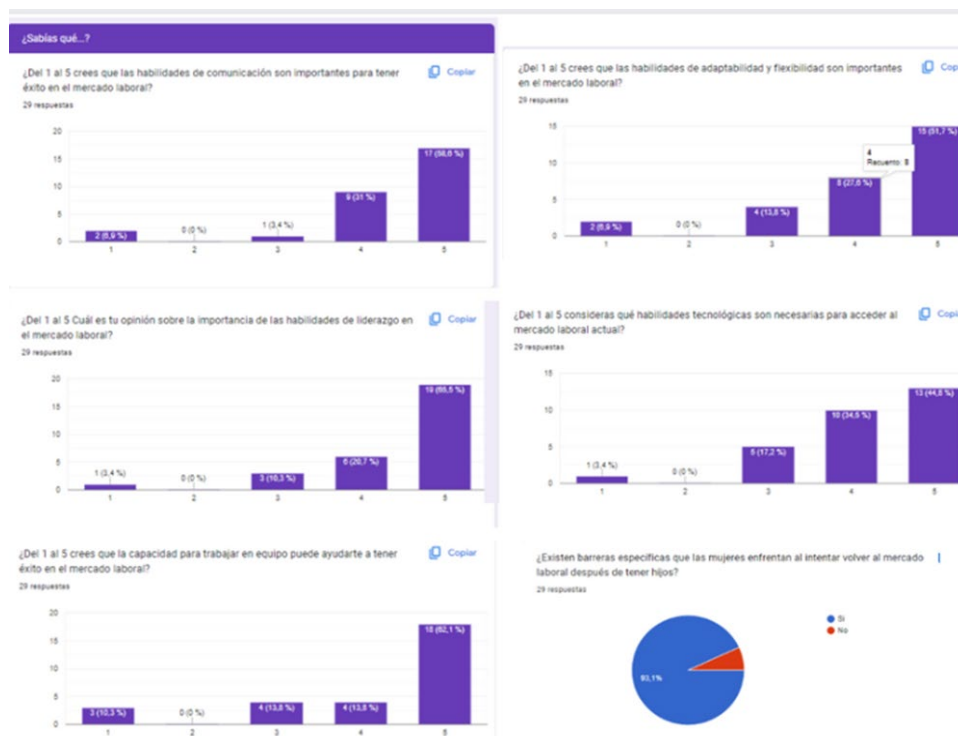 ¿Sabías qué...?
¿Del 1 al 5 crees que las habilidades de comunicación son importantes para tener
éxito en el mercado laboral?
Copiar
29 respuestas
20
15
10
5
0
2 (6,9 %)
0 (0 %)
1 (3,4 %)
9 (31 %)
17 (58,6 %)
1
2
3
4
5
¿Del 1 al 5 crees que las habilidades de adaptabilidad y flexibilidad son importantes
en el mercado laboral?
Cop
29 respuestas
15
10
5
0
2 (6,9 %)
0 (0 %)
4 (13,8 %)
8 (27,6 %)
15 (51,7 %)
4
Recuento: 8
1
2
3
4
5
¿Del 1 al 5 Cuál es tu opinión sobre la importancia de las habilidades de liderazgo en
el mercado laboral?
Copiar
29 respuestas
20
15
10
5
0
1 (3,4 %)
0 (0 %)
3 (10,3 %)
6 (20,7 %)
19 (65,5 %)
1
2
3
4
5
¿Del 1 al 5 consideras qué habilidades tecnológicas son necesarias para acceder al
mercado laboral actual?
Copi
29 respuestas
15
10
5
0
1 (3,4 %)
0 (0 %)
5 (17,2 %)
10 (34,5 %)
13 (44,8 %)
1
2
3
4
5
¿Del 1 al 5 crees que la capacidad para trabajar en equipo puede ayudarte a tener
éxito en el mercado laboral?
Copiar
29 respuestas
20
15
10
5
0
3 (10,3 %)
0 (0 %)
4 (13,8 %)
4 (13,8 %)
18 (62,1 %)
1
2
3
4
5
¿Existen barreras específicas que las mujeres enfrentan al intentar volver al mercado
laboral después de tener hijos?
29 respuestas
Si
No
93,1%